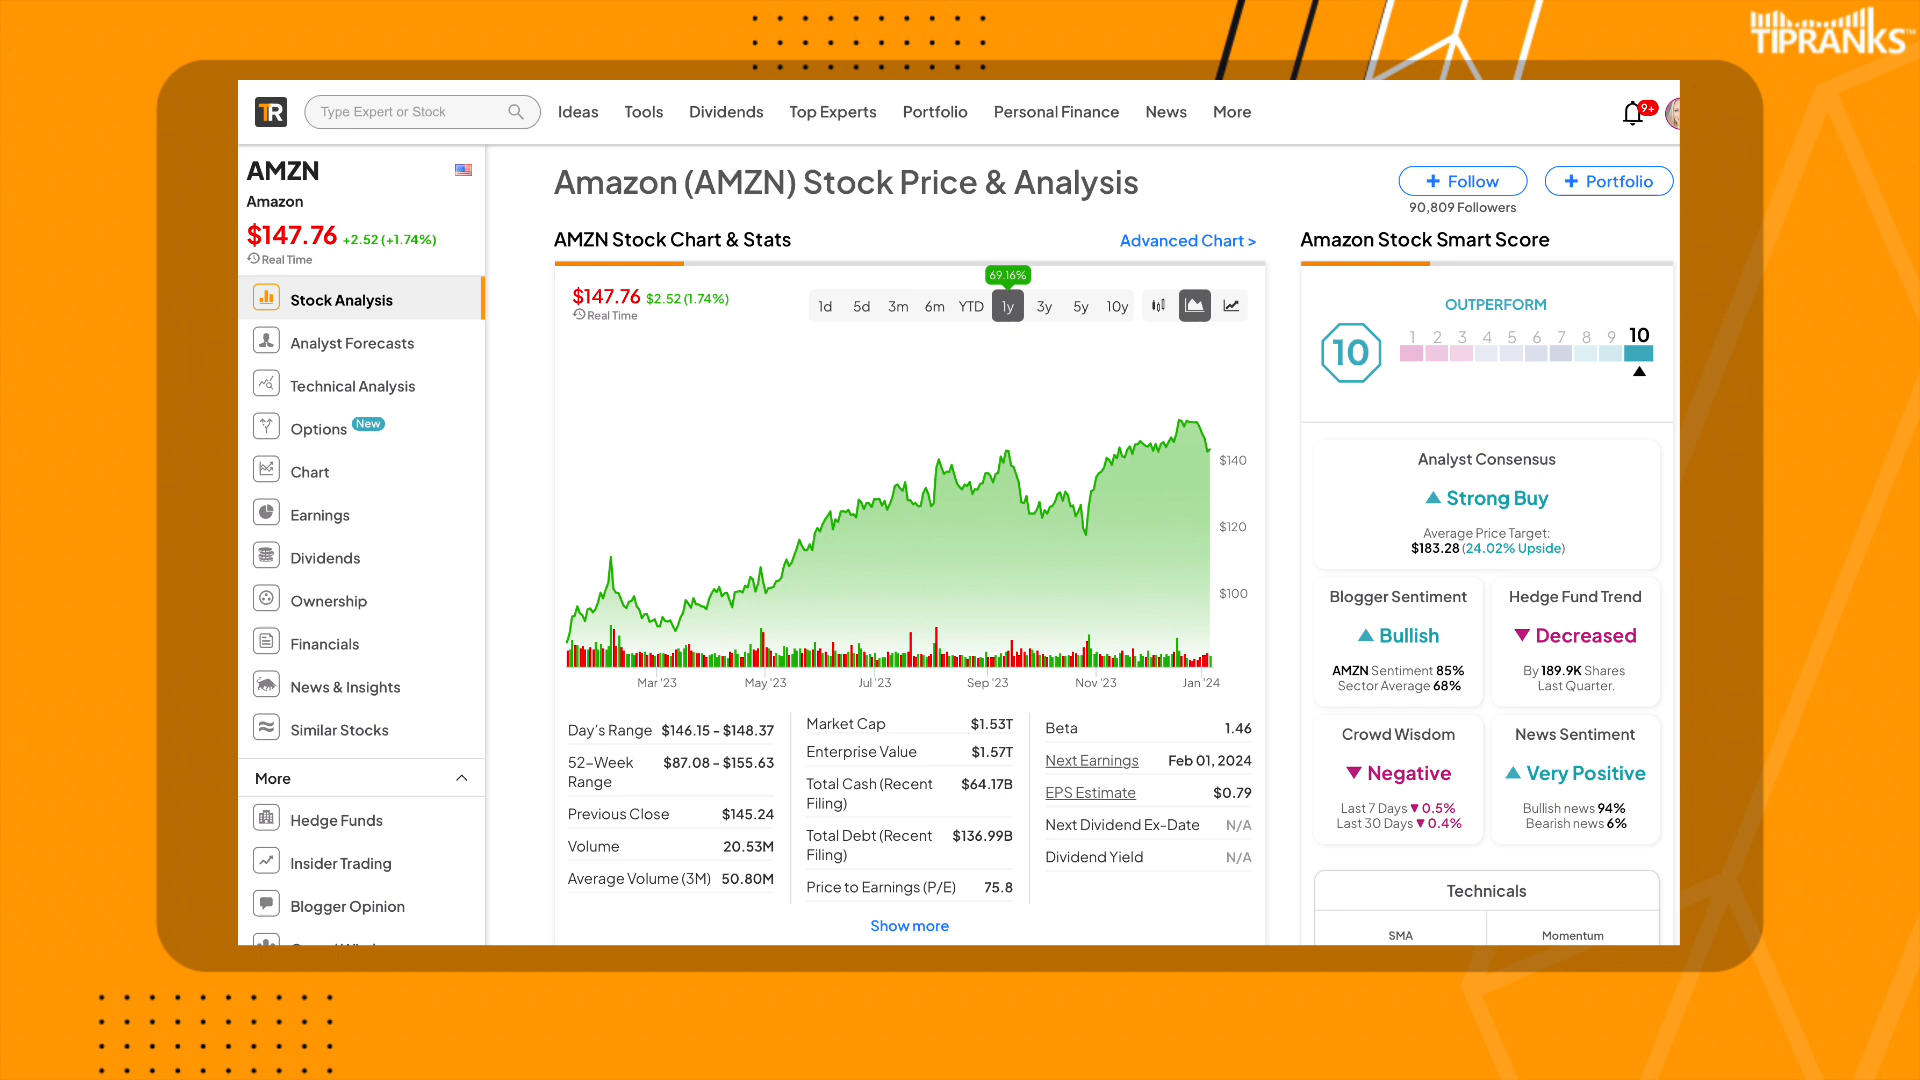 TIPRANKS™
TR
Type Expert or Stock
Ideas
Tools
Dividends
Top Experts
Portfolio
Personal Finance
News
More
9+
AMZN
Amazon
$147.76 +2.52 (+1.74%)
Real Time
Stock Analysis
Analyst Forecasts
Technical Analysis
Options New
Chart
Earnings
Dividends
Ownership
Financials
News & Insights
Similar Stocks
More
Hedge Funds
Insider Trading
Blogger Opinion
Amazon (AMZN) Stock Price & Analysis
+ Follow
+ Portfolio
90,809 Followers
AMZN Stock Chart & Stats
Advanced Chart >
69.16%
$147.76 $2.52 (1.74%)
Real Time
1d 5d 3m 6m YTD 1y 3y 5y 10y
$140
$120
$100
Mar '23 May '23 Jul '23 Sep '23 Nov '23 Jan '24
Day's Range $146.15 - $148.37
52-Week $87.08 - $155.63
Range
Previous Close $145.24
Volume 20.53M
Average Volume (3M) 50.80M
Market Cap $1.53T
Enterprise Value $1.57T
Total Cash (Recent $64.17B
Filing)
Total Debt (Recent $136.99B
Filing)
Price to Earnings (P/E) 75.8
Beta 1.46
Next Earnings Feb 01, 2024
EPS Estimate $0.79
Next Dividend Ex-Date N/A
Dividend Yield N/A
Show more
Amazon Stock Smart Score
OUTPERFORM
10
1 2 3 4 5 6 7 8 9 10
Analyst Consensus
Strong Buy
Average Price Target:
$183.28 (24.02% Upside)
Blogger Sentiment
Bullish
AMZN Sentiment 85%
Sector Average 68%
Hedge Fund Trend
Decreased
By 189.9K Shares
Last Quarter.
Crowd Wisdom
Negative
Last 7 Days ▼ 0.5%
Last 30 Days ▼ 0.4%
News Sentiment
Very Positive
Bullish news 94%
Bearish news 6%
Technicals
SMA
Momentum